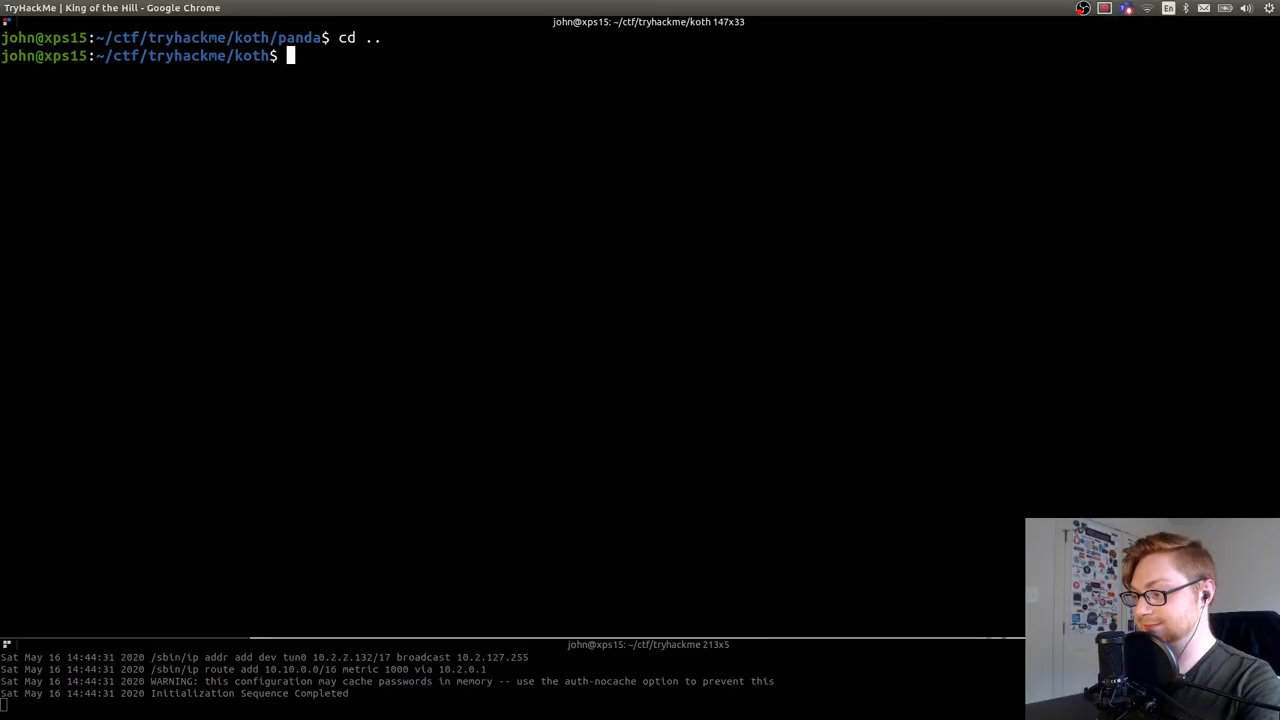 TryHackMe | King of the Hill - Google Chrome
En
john@xps15: ~/ctf/tryhackme/koth 147x33
john@xps15:~/ctf/tryhackme/koth/panda$ cd ..
john@xps15:~/ctf/tryhackme/koth$
john@xps15: ~/ctf/tryhackme 213x5
Sat May 16 14:44:31 2020 /sbin/ip addr add dev tun0 10.2.2.132/17 broadcast 10.2.127.255
Sat May 16 14:44:31 2020 /sbin/ip route add 10.10.0.0/16 metric 1000 via 10.2.0.1
Sat May 16 14:44:31 2020 WARNING: this configuration may cache passwords in memory -- use the auth-nocache option to prevent this
Sat May 16 14:44:31 2020 Initialization Sequence Completed